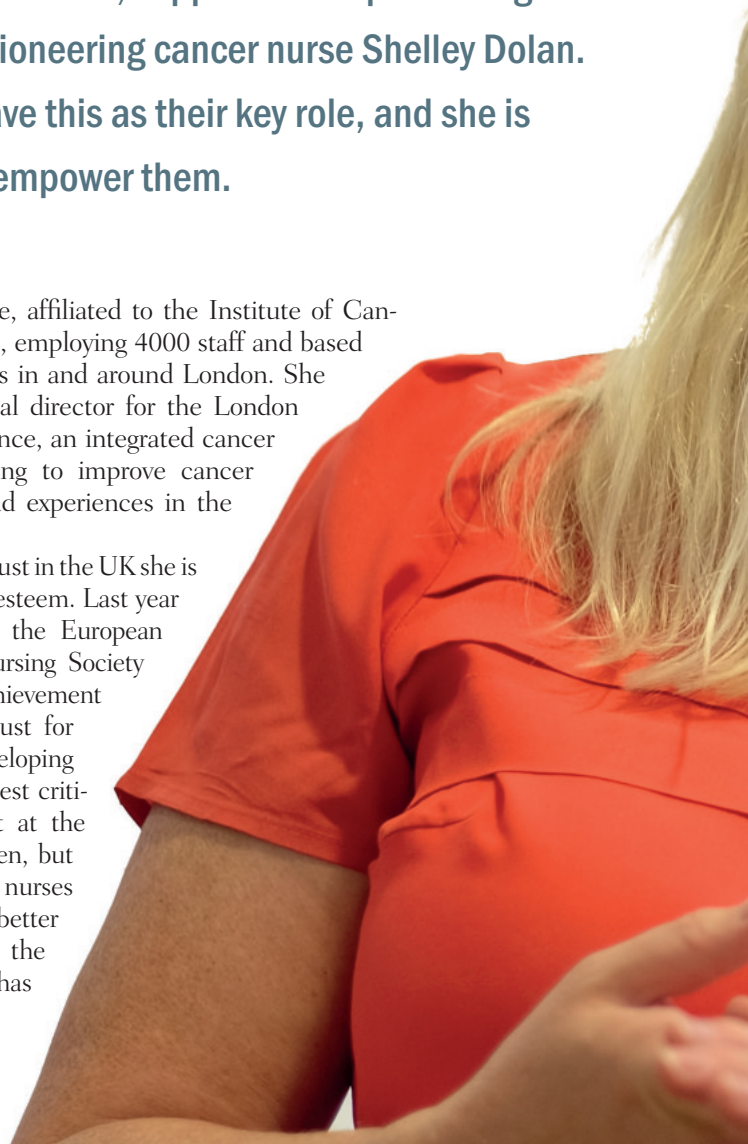 ioneering cancer nurse Shelley Dolan.
ve this as their key role, and she is
empower them.
e, affiliated to the Institute of Can-
, employing 4000 staff and based
s in and around London. She
al director for the London
nce, an integrated cancer
ng to improve cancer
d experiences in the
ust in the UK she is
esteem. Last year
the European
ursing Society
hievement
ust for
eloping
est criti-
t at the
en, but
nurses
better
the
has